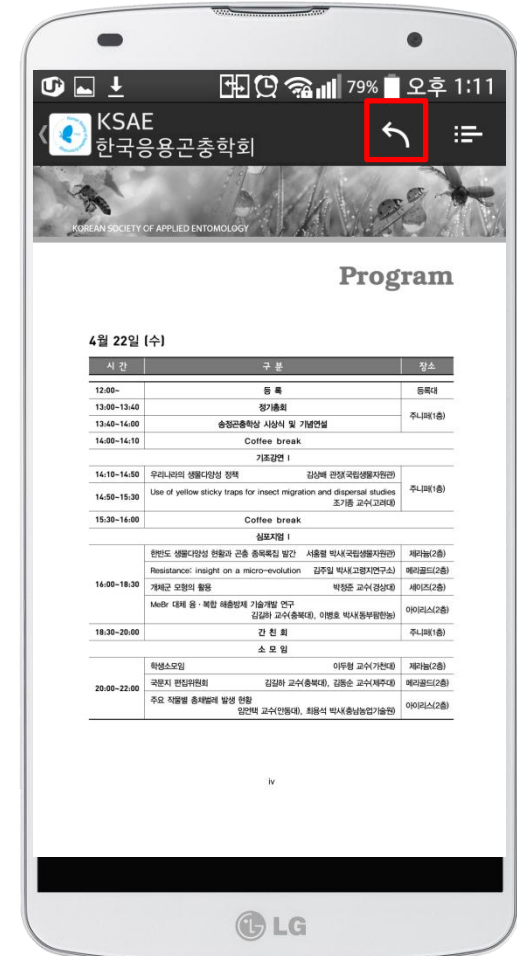 79% 오후 1:11
KSAE
한국응용곤충학회
KOREAN SOCIETY OF APPLIED ENTOMOLOGY
Program
4월 22일 (수)
시 간 구 분 장소
12:00~ 등 록 등록대
13:00~13:40 정기총회 주니퍼(1층)
13:40~14:00 송정곤충학상 시상식 및 기념연설
14:00~14:10 Coffee break
기조강연 I
14:10~14:50 우리나라의 생물다양성 정책 김상배 관장(국립생물자원관) 주니퍼(1층)
14:50~15:30 Use of yellow sticky traps for insect migration and dispersal studies
조기종 교수(고려대)
15:30~16:00 Coffee break
심포지엄 I
16:00~18:30 한반도 생물다양성 현황과 곤충 종목록집 발간 서홍렬 박사(국립생물자원관) 제라늄(2층)
Resistance: insight on a micro-evolution 김주일 박사(고령지연구소) 메리골드(2층)
개체군 모형의 활용 박정준 교수(경상대) 세이즈(2층)
MeBr 대체 융·복합 해충방제 기술개발 연구
김길하 교수(충북대), 이병호 박사(동부팜한농) 아이리스(2층)
18:30~20:00 간 친 회 주니퍼(1층)
소 모 임
20:00~22:00 학생소모임 이두형 교수(가천대) 제라늄(2층)
국문지 편집위원회 김길하 교수(충북대), 김동순 교수(제주대) 메리골드(2층)
주요 작물별 총채벌레 발생 현황
임언택 교수(안동대), 최용석 박사(충남농업기술원) 아이리스(2층)
iv
LG